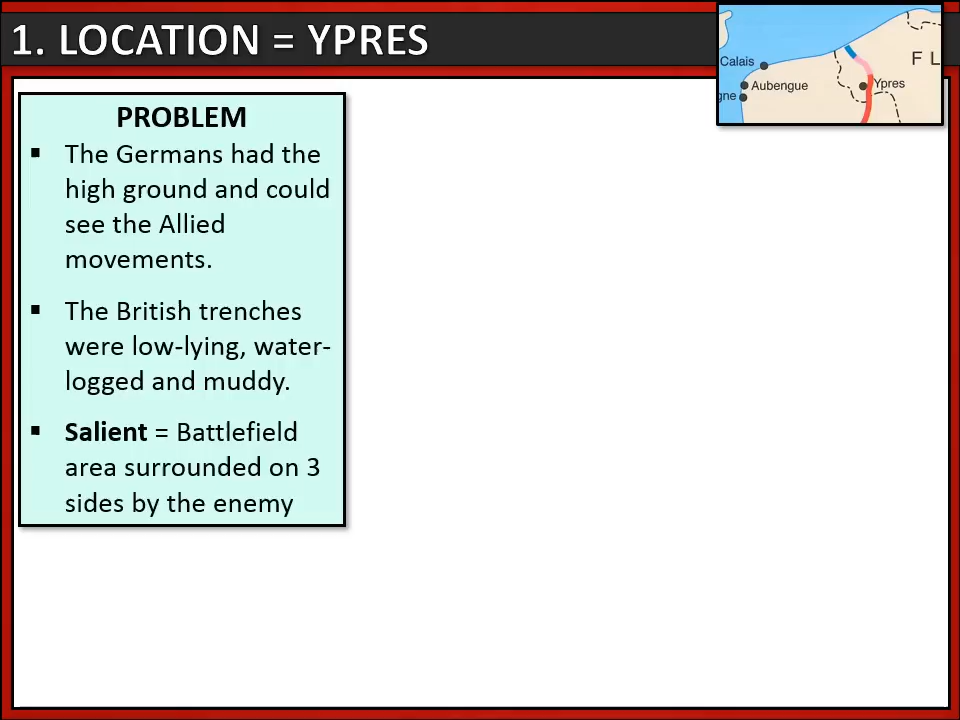 1. LOCATION = YPRES
Calais
Aubengue
gne
Ypres
F L
PROBLEM
▪ The Germans had the
high ground and could
see the Allied
movements.
▪ The British trenches
were low-lying, water-
logged and muddy.
▪ Salient = Battlefield
area surrounded on 3
sides by the enemy